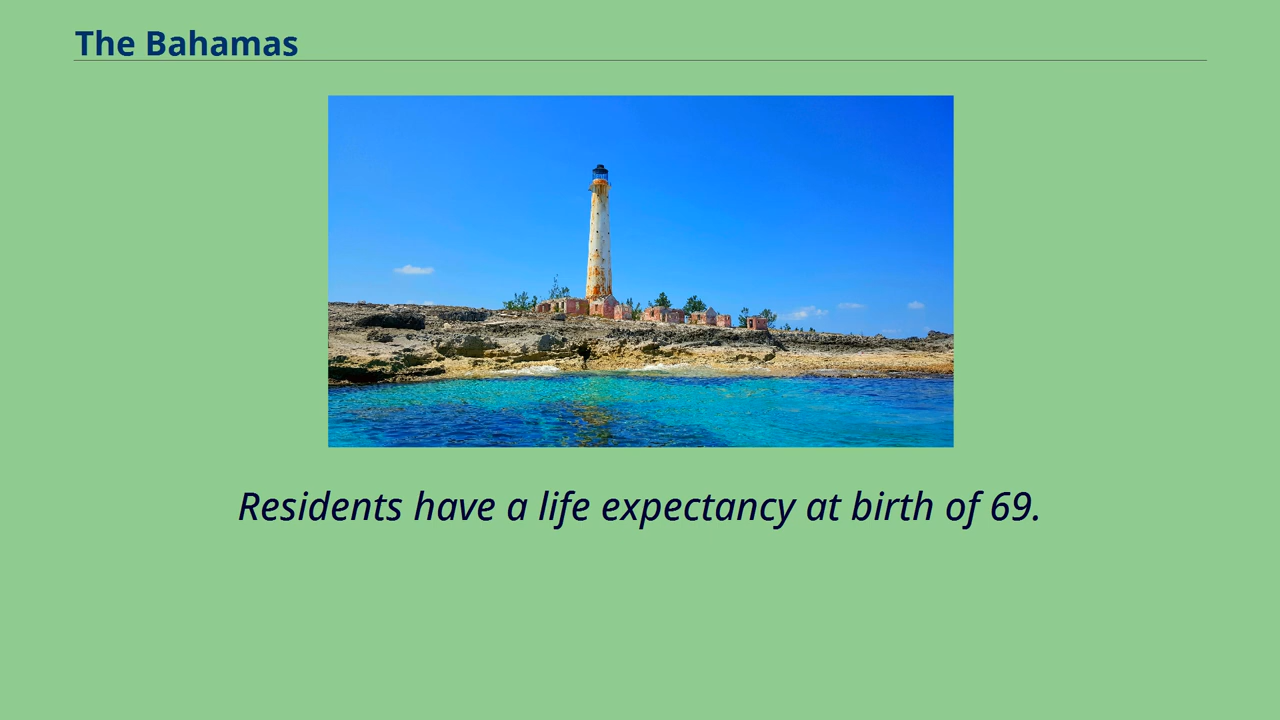 The Bahamas
Residents have a life expectancy at birth of 69.